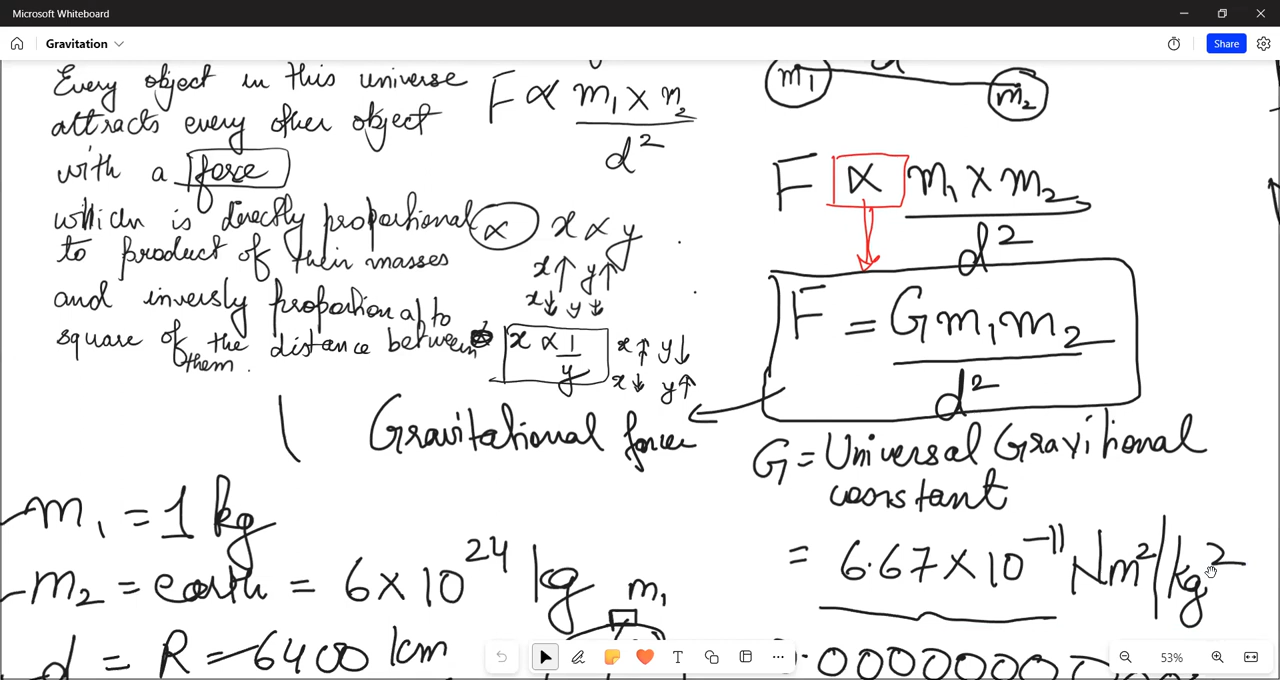 Microsoft Whiteboard
Gravitation
Share
Every object in this universe
attracts every other object
with a force
which is directly proportional
to product of their masses
and inversly proportional to
square of the distance between
them.
F ∝ m₁ × m₂
d²
∝ x ∝ y
x↑ y↑
x↓ y↓
x ∝ 1
y
x↑ y↓
x↓ y↑
m₁
d
m₂
F ∝ m₁ × m₂
d²
F = Gm₁m₂
d²
Gravitational force
G = Universal Gravitional
constant
= 6.67 × 10⁻¹¹ Nm²/kg²
m₁ = 1 kg
m₂ = earth = 6 × 10²⁴ kg
m₁
d = R = 6400 km
53%